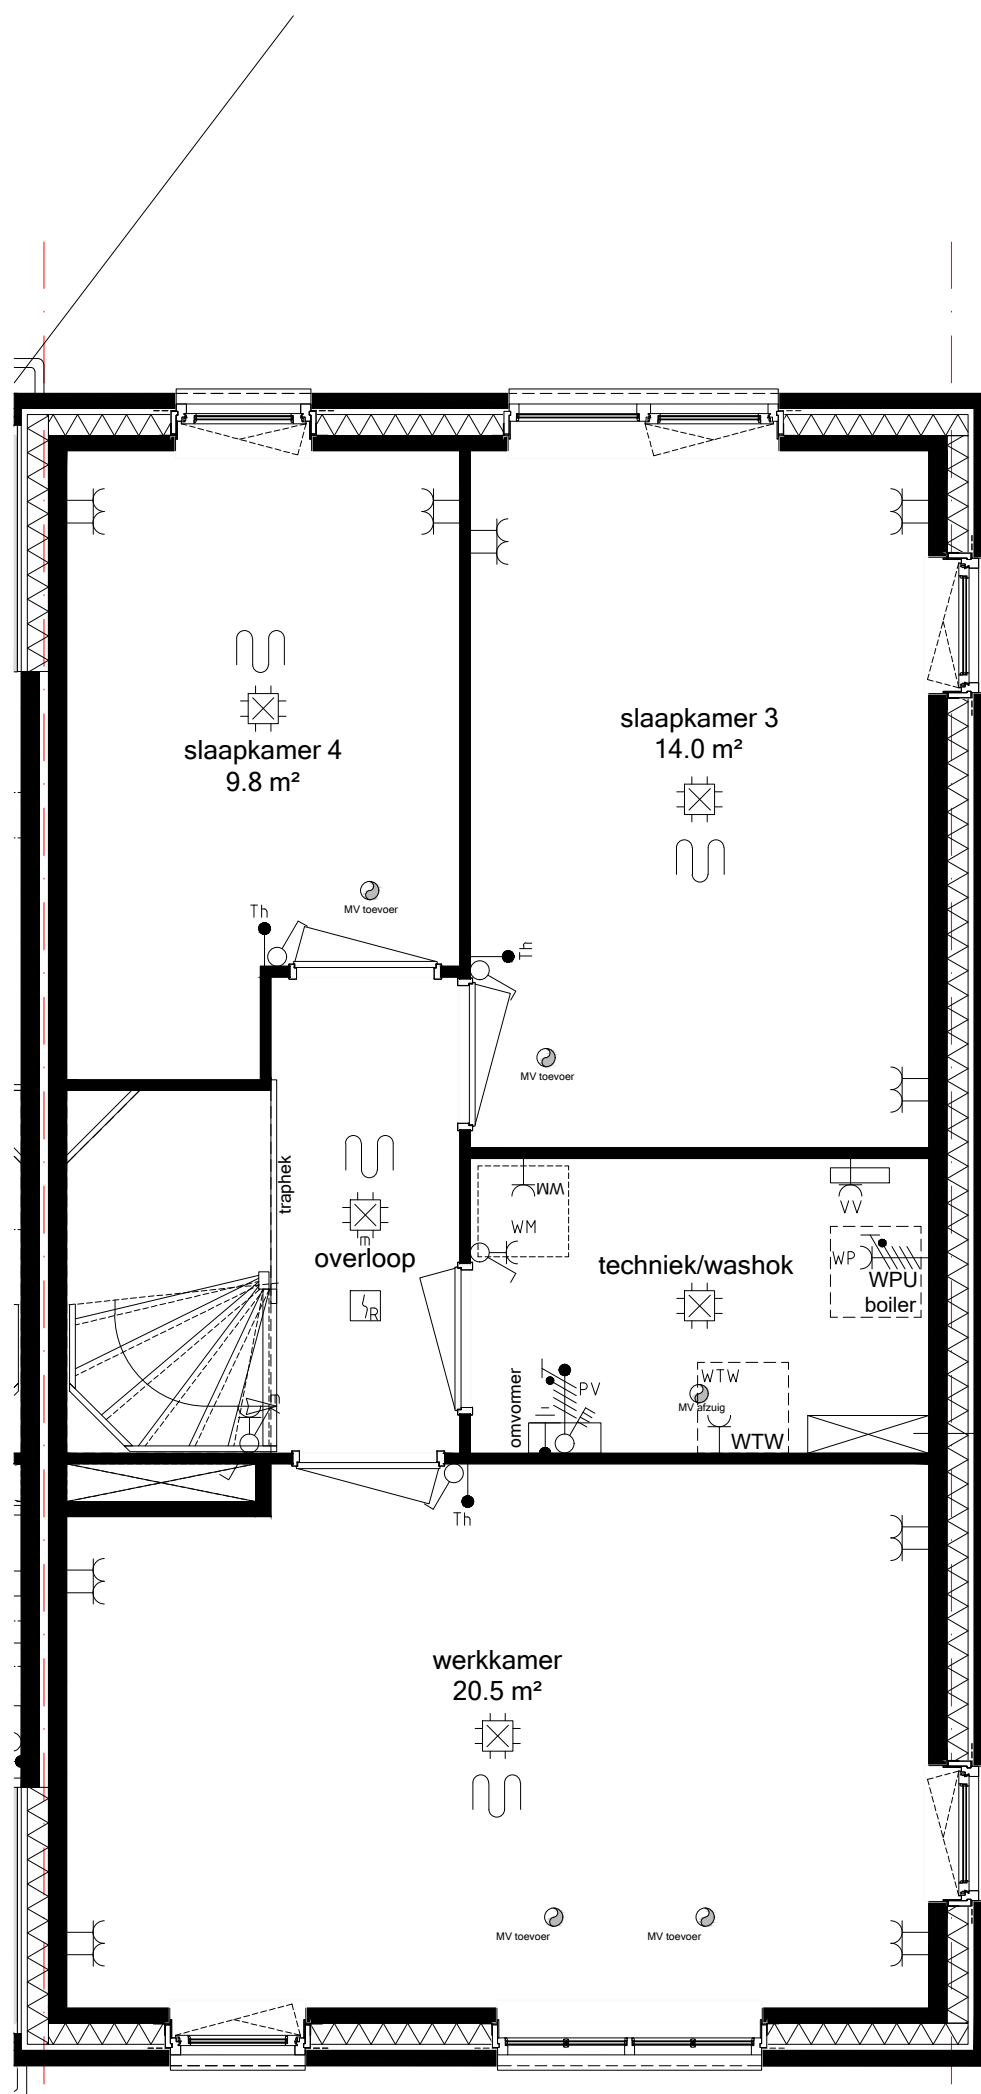 slaapkamer 4
9.8 m²
slaapkamer 3
14.0 m²
MV toevoer
Th
Th
MV toevoer
traphek
m
overloop
R
WM
WM
VV
WP
WPU
boiler
techniek/washok
omvormer
PV
WTW
MV afzuig
WTW
Th
werkkamer
20.5 m²
MV toevoer
MV toevoer